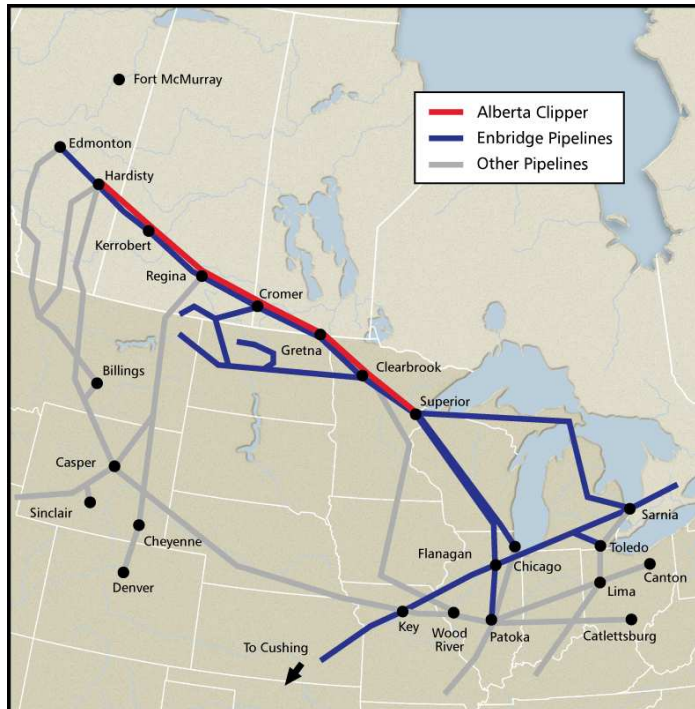 Fort McMurray
Alberta Clipper
Enbridge Pipelines
Other Pipelines
Edmonton
Hardisty
Kerrobert
Regina
Cromer
Gretna
Clearbrook
Billings
Superior
Casper
Sinclair
Cheyenne
Denver
Sarnia
Flanagan
Chicago
Toledo
Canton
Lima
Key
Wood
River
Patoka
Catlettsburg
To Cushing